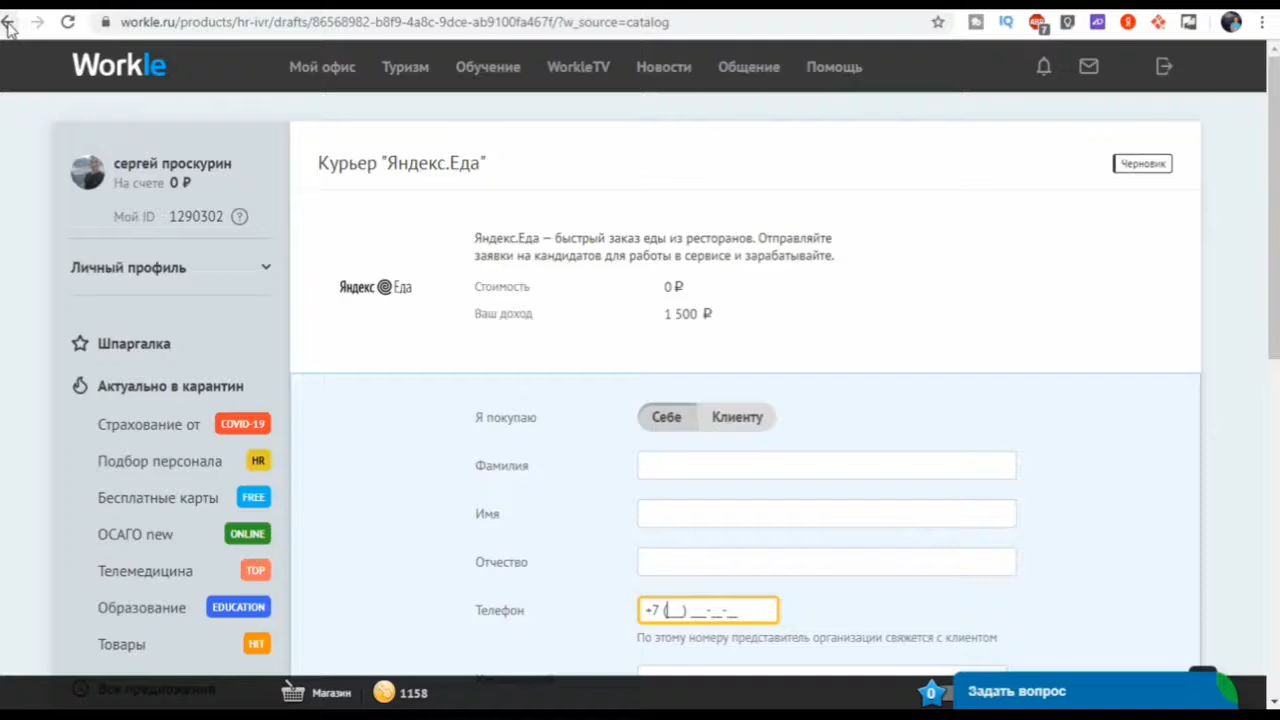 workle.ru/products/hr-ivr/drafts/86568982-b8f9-4a8c-9dce-ab9100fa467f/?w_source=catalog
Workle
Мой офис
Туризм
Обучение
WorkleTV
Новости
Общение
Помощь
сергей проскурин
На счете 0 ₽
Мой ID 1290302 ?
Личный профиль
Шпаргалка
Актуально в карантин
Страхование от COVID-19
Подбор персонала HR
Бесплатные карты FREE
ОСАГО new ONLINE
Телемедицина TOP
Образование EDUCATION
Товары HIT
Все предложения
Курьер "Яндекс.Еда"
Черновик
Яндекс Еда
Яндекс.Еда — быстрый заказ еды из ресторанов. Отправляйте
заявки на кандидатов для работы в сервисе и зарабатывайте.
Стоимость 0 ₽
Ваш доход 1 500 ₽
Я покупаю Себе Клиенту
Фамилия
Имя
Отчество
Телефон +7 (___) ___-__-__
По этому номеру представитель организации свяжется с клиентом
Магазин
1158
0
Задать вопрос